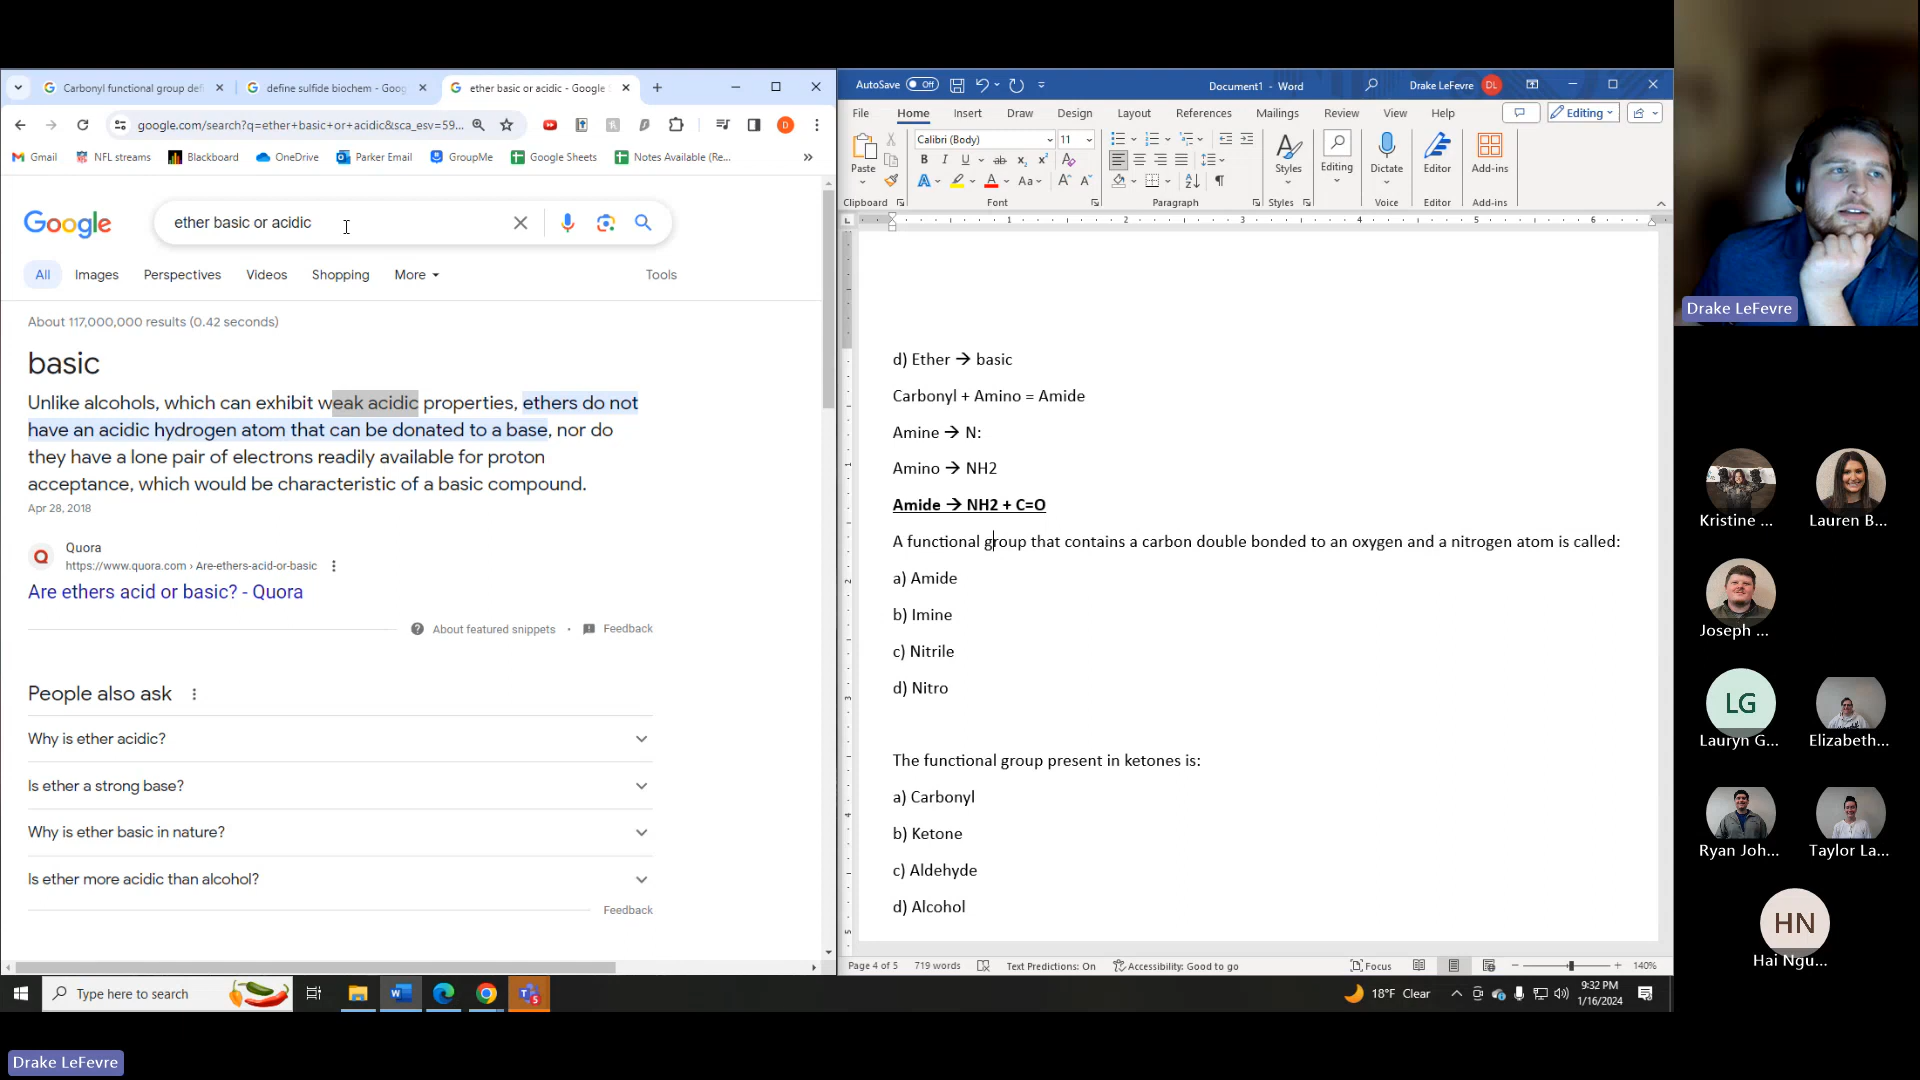 Carbonyl functional group def
define sulfide biochem - Goog
ether basic or acidic - Google
google.com/search?q=ether+basic+or+acidic&sca_esv=59...
Gmail
NFL streams
Blackboard
OneDrive
Parker Email
GroupMe
Google Sheets
Notes Available (Re...
Google
ether basic or acidic
All
Images
Perspectives
Videos
Shopping
More
Tools
About 117,000,000 results (0.42 seconds)
basic
Unlike alcohols, which can exhibit weak acidic properties, ethers do not
have an acidic hydrogen atom that can be donated to a base, nor do
they have a lone pair of electrons readily available for proton
acceptance, which would be characteristic of a basic compound.
Apr 28, 2018
Quora
https://www.quora.com › Are-ethers-acid-or-basic
Are ethers acid or basic? - Quora
About featured snippets
Feedback
People also ask
Why is ether acidic?
Is ether a strong base?
Why is ether basic in nature?
Is ether more acidic than alcohol?
Feedback
Type here to search
AutoSave Off
Document1 - Word
Drake LeFevre DL
File
Home
Insert
Draw
Design
Layout
References
Mailings
Review
View
Help
Editing
Calibri (Body)
11
Paste
Styles
Editing
Dictate
Editor
Add-ins
Clipboard
Font
Paragraph
Styles
Voice
Editor
Add-ins
d) Ether → basic
Carbonyl + Amino = Amide
Amine → N:
Amino → NH2
Amide → NH2 + C=O
A functional group that contains a carbon double bonded to an oxygen and a nitrogen atom is called:
a) Amide
b) Imine
c) Nitrile
d) Nitro
The functional group present in ketones is:
a) Carbonyl
b) Ketone
c) Aldehyde
d) Alcohol
Page 4 of 5
719 words
Text Predictions: On
Accessibility: Good to go
Focus
140%
18°F Clear
9:32 PM
1/16/2024
Drake LeFevre
Kristine ...
Lauren B...
Joseph ...
LG
Lauryn G...
Elizabeth...
Ryan Joh...
Taylor La...
HN
Hai Ngu...
Drake LeFevre